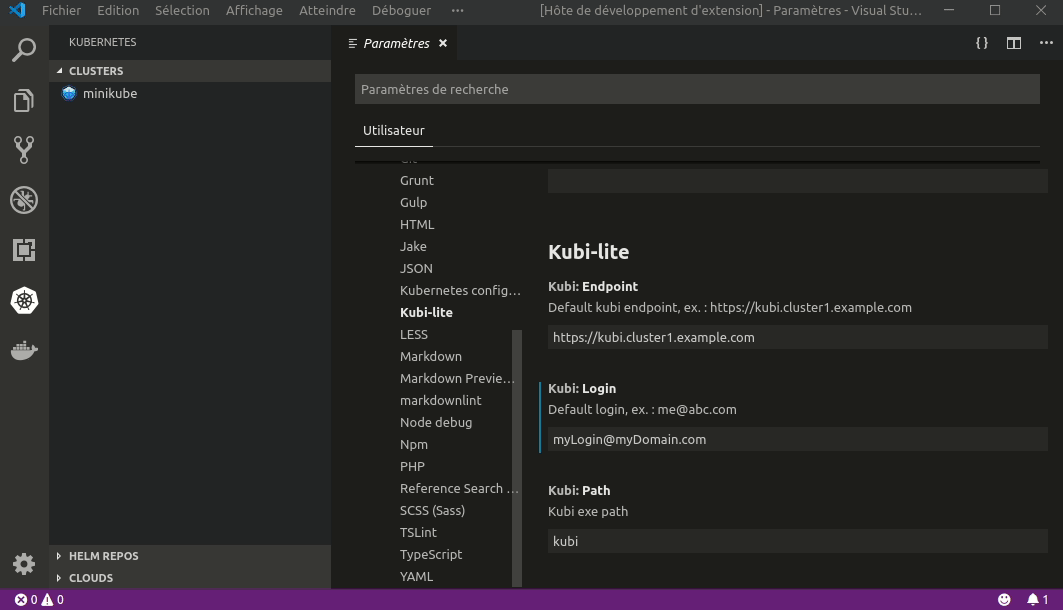 Fichier Edition Sélection Affichage Atteindre Déboguer ··· [Hôte de développement d'extension] - Paramètres - Visual Stu...
KUBERNETES
CLUSTERS
minikube
HELM REPOS
CLOUDS
Paramètres
Paramètres de recherche
Utilisateur
Grunt
Gulp
HTML
Jake
JSON
Kubernetes config...
Kubi-lite
LESS
Markdown
Markdown Previe...
markdownlint
Node debug
Npm
PHP
Reference Search ...
SCSS (Sass)
TSLint
TypeScript
YAML
Kubi-lite
Kubi: Endpoint
Default kubi endpoint, ex. : https://kubi.cluster1.example.com
https://kubi.cluster1.example.com
Kubi: Login
Default login, ex. : me@abc.com
myLogin@myDomain.com
Kubi: Path
Kubi exe path
kubi
0 0 1